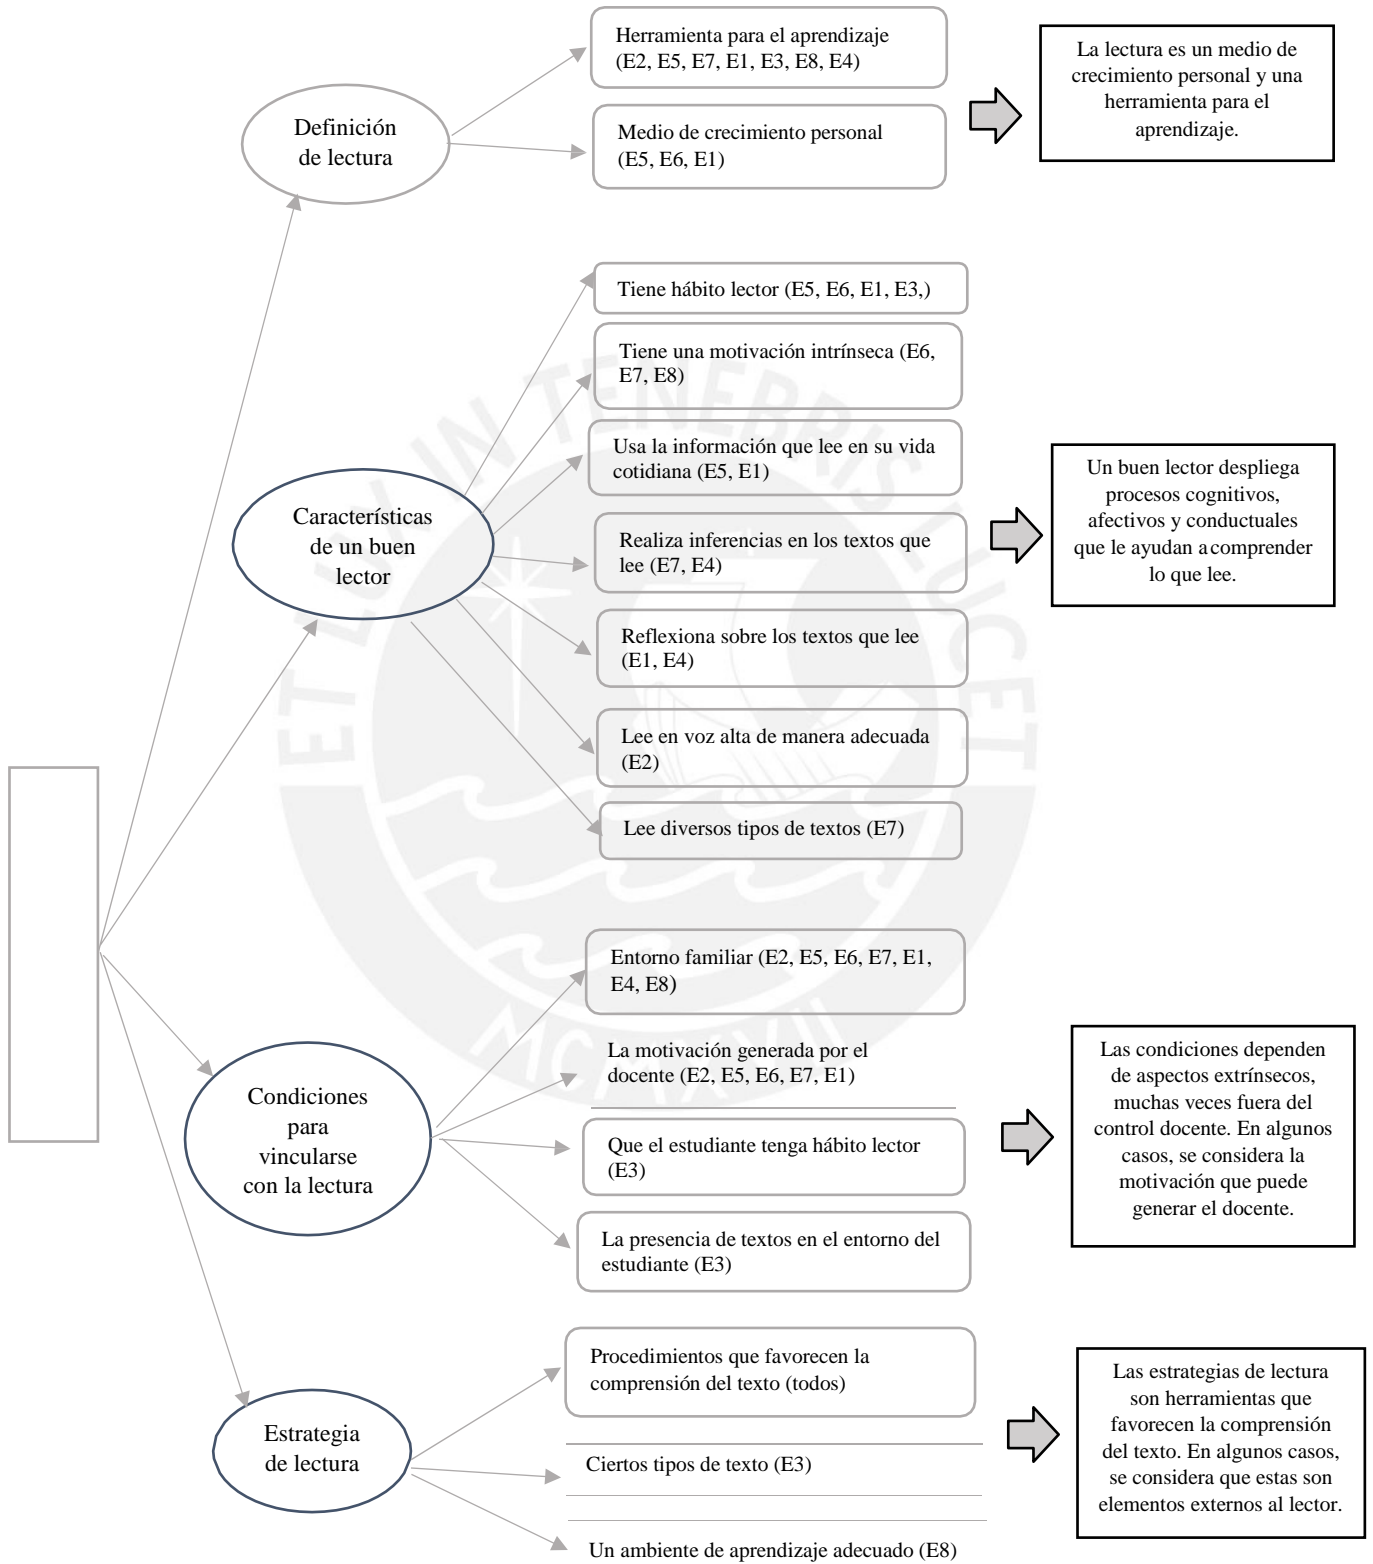 Herramienta para el aprendizaje
(E2, E5, E7, E1, E3, E8, E4)
La lectura es un medio de
crecimiento personal y una
herramienta para el
aprendizaje.
Definición
de lectura
Medio de crecimiento personal
(E5, E6, E1)
Tiene hábito lector (E5, E6, E1, E3,)
Tiene una motivación intrínseca (E6,
E7, E8)
Usa la información que lee en su vida
cotidiana (E5, E1)
Características
de un buen
lector
Realiza inferencias en los textos que
lee (E7, E4)
Un buen lector despliega
procesos cognitivos,
afectivos y conductuales
que le ayudan a comprender
lo que lee.
Reflexiona sobre los textos que lee
(E1, E4)
Lee en voz alta de manera adecuada
(E2)
Lee diversos tipos de textos (E7)
Entorno familiar (E2, E5, E6, E7, E1,
E4, E8)
La motivación generada por el
docente (E2, E5, E6, E7, E1)
Condiciones
para
vincularse
con la lectura
Que el estudiante tenga hábito lector
(E3)
La presencia de textos en el entorno del
estudiante (E3)
Las condiciones dependen
de aspectos extrínsecos,
muchas veces fuera del
control docente. En algunos
casos, se considera la
motivación que puede
generar el docente.
Procedimientos que favorecen la
comprensión del texto (todos)
Estrategia
de lectura
Ciertos tipos de texto (E3)
Un ambiente de aprendizaje adecuado (E8)
Las estrategias de lectura
son herramientas que
favorecen la comprensión
del texto. En algunos casos,
se considera que estas son
elementos externos al lector.
ET LUX IN TENEBRIS LUCET
MCMXVII